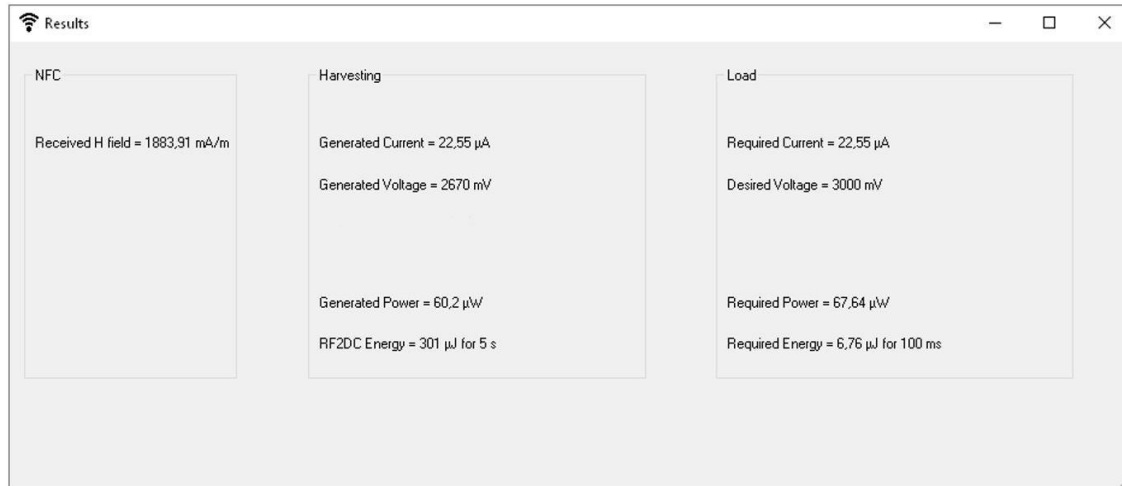 Results
NFC
Received H field = 1883,91 mA/m
Harvesting
Generated Current = 22,55 µA
Generated Voltage = 2670 mV
Generated Power = 60,2 µW
RF2DC Energy = 301 µJ for 5 s
Load
Required Current = 22,55 µA
Desired Voltage = 3000 mV
Required Power = 67,64 µW
Required Energy = 6,76 µJ for 100 ms